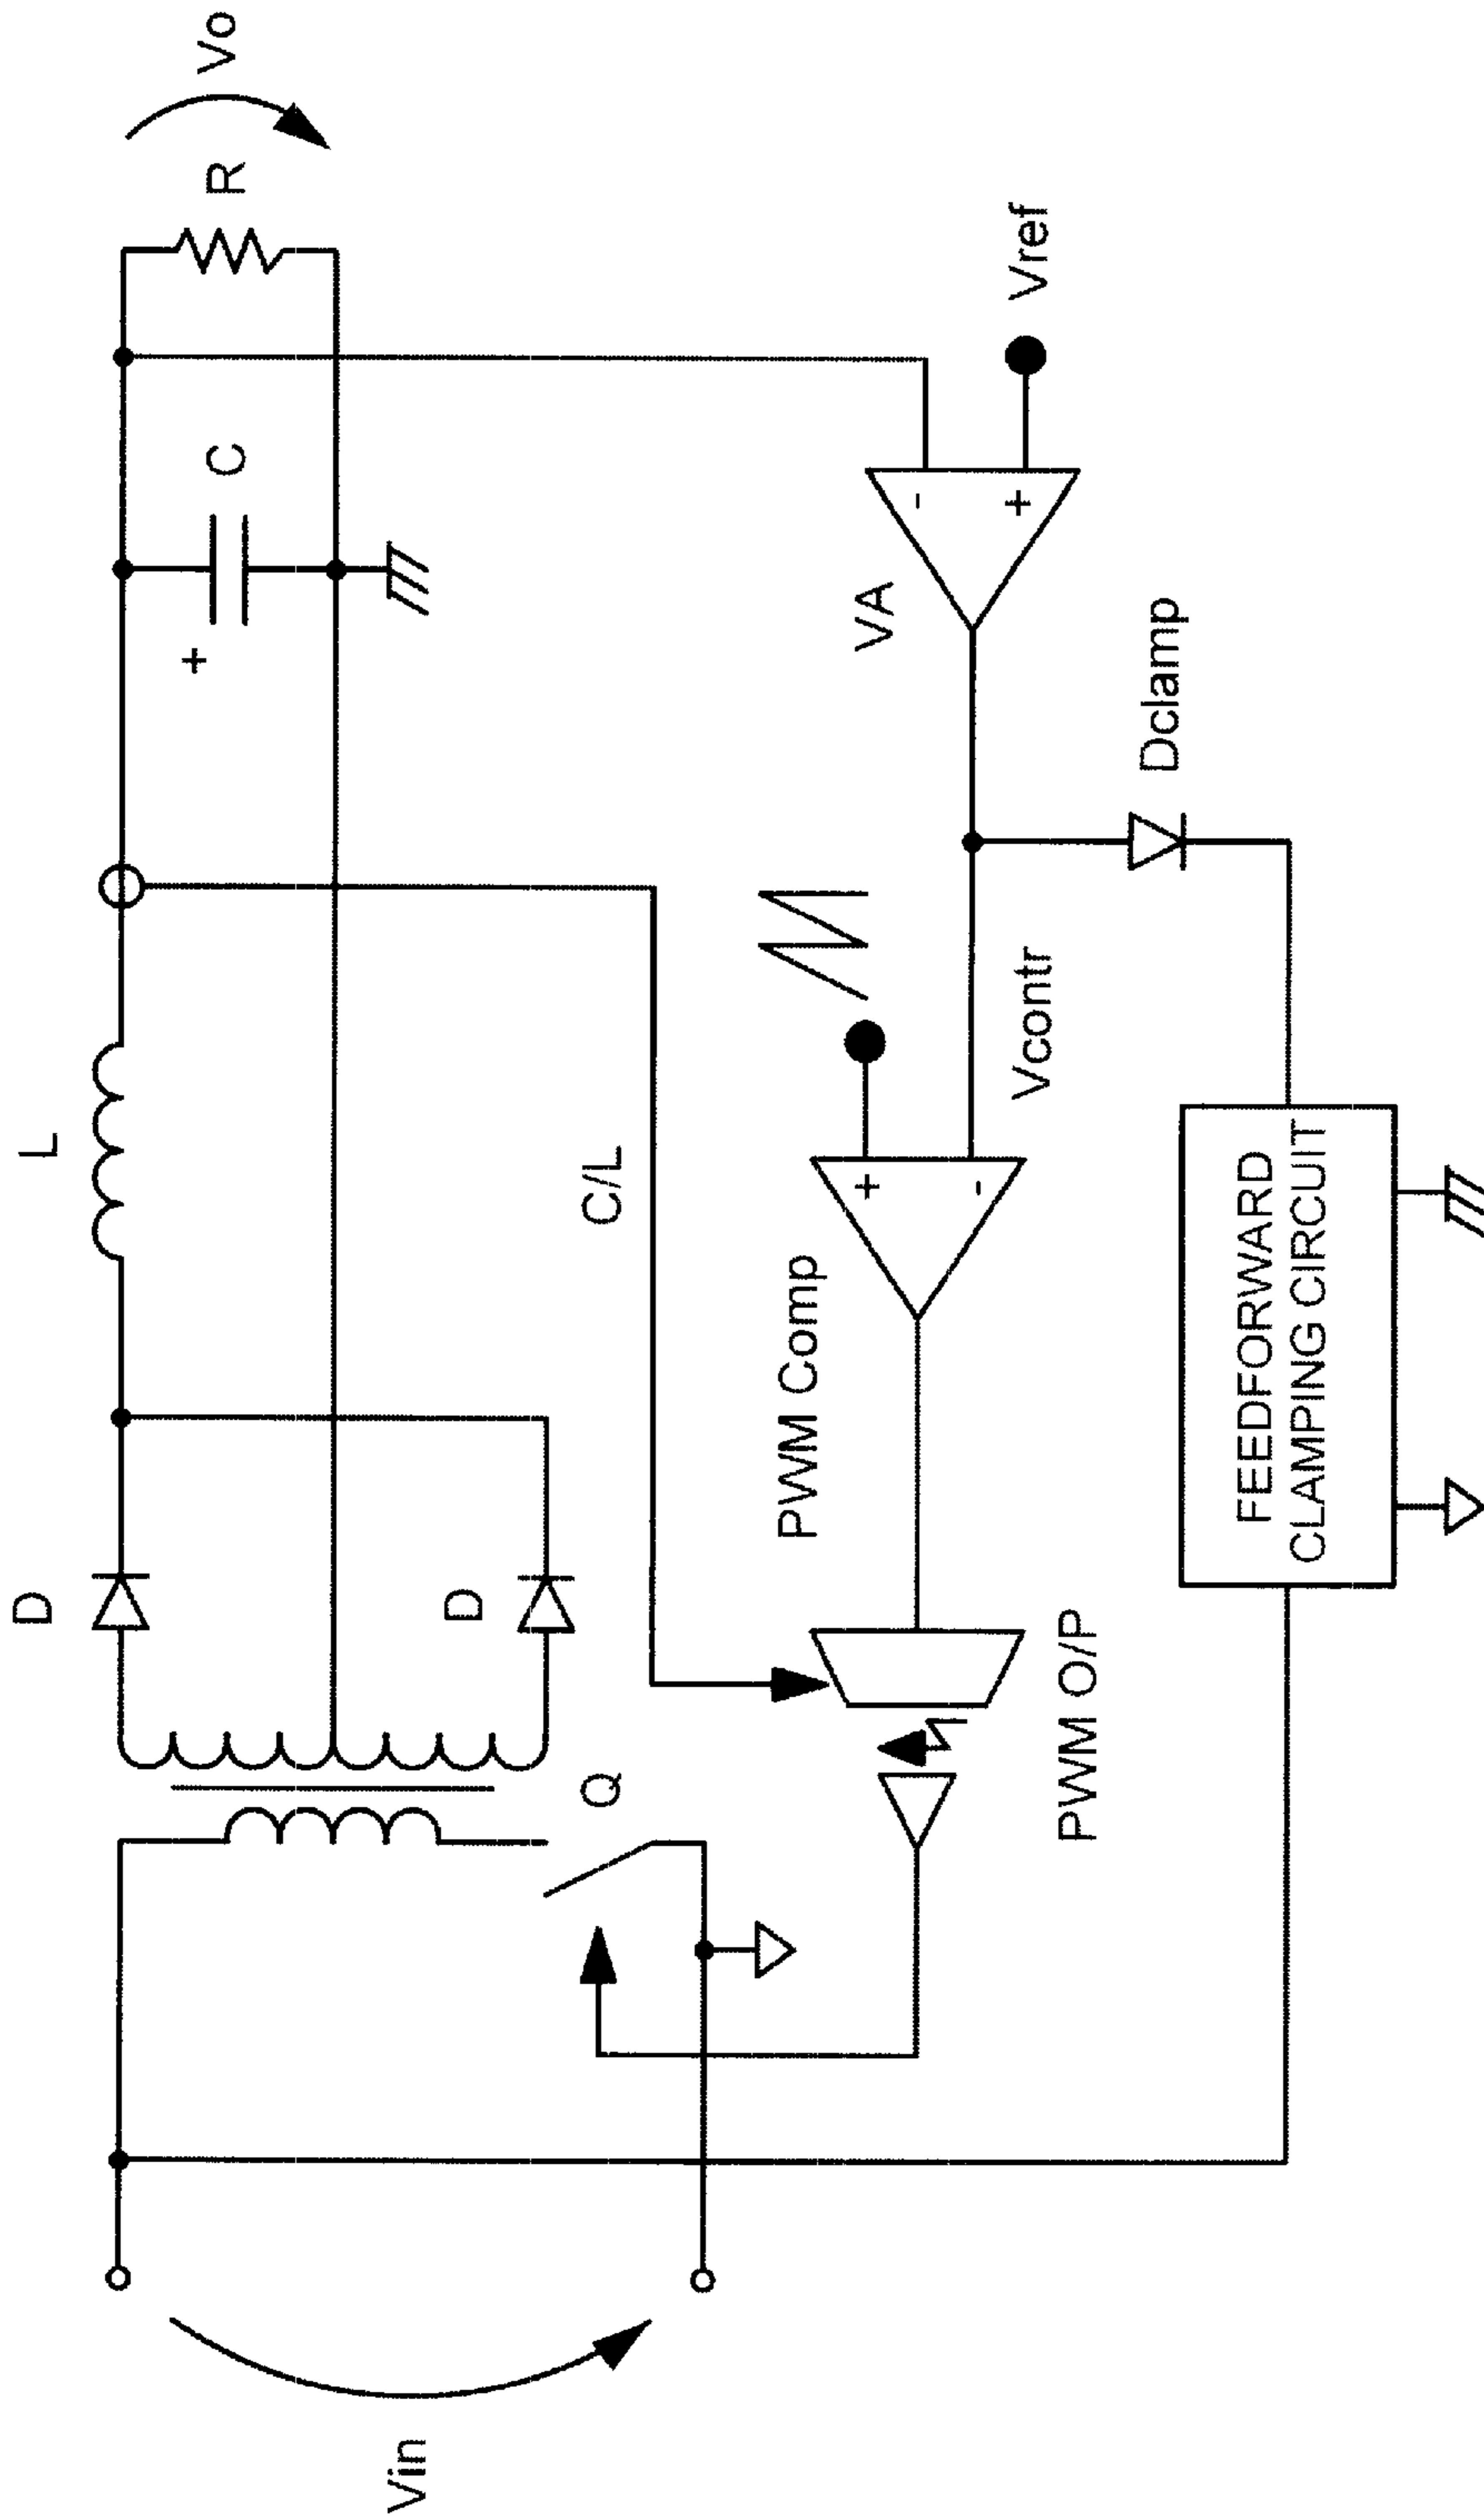 L
D
D
C
+
R
Vo
Vin
Q
C/L
VA
-
+
Vref
PWM Comp
+
-
Vcontr
Dclamp
PWM O/P
FEEDFORWARD
CLAMPING CIRCUIT